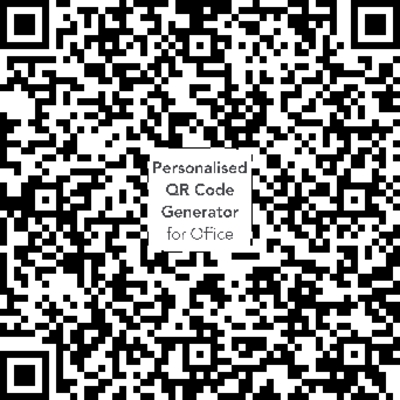 Personalised
QR Code
Generator
for Office